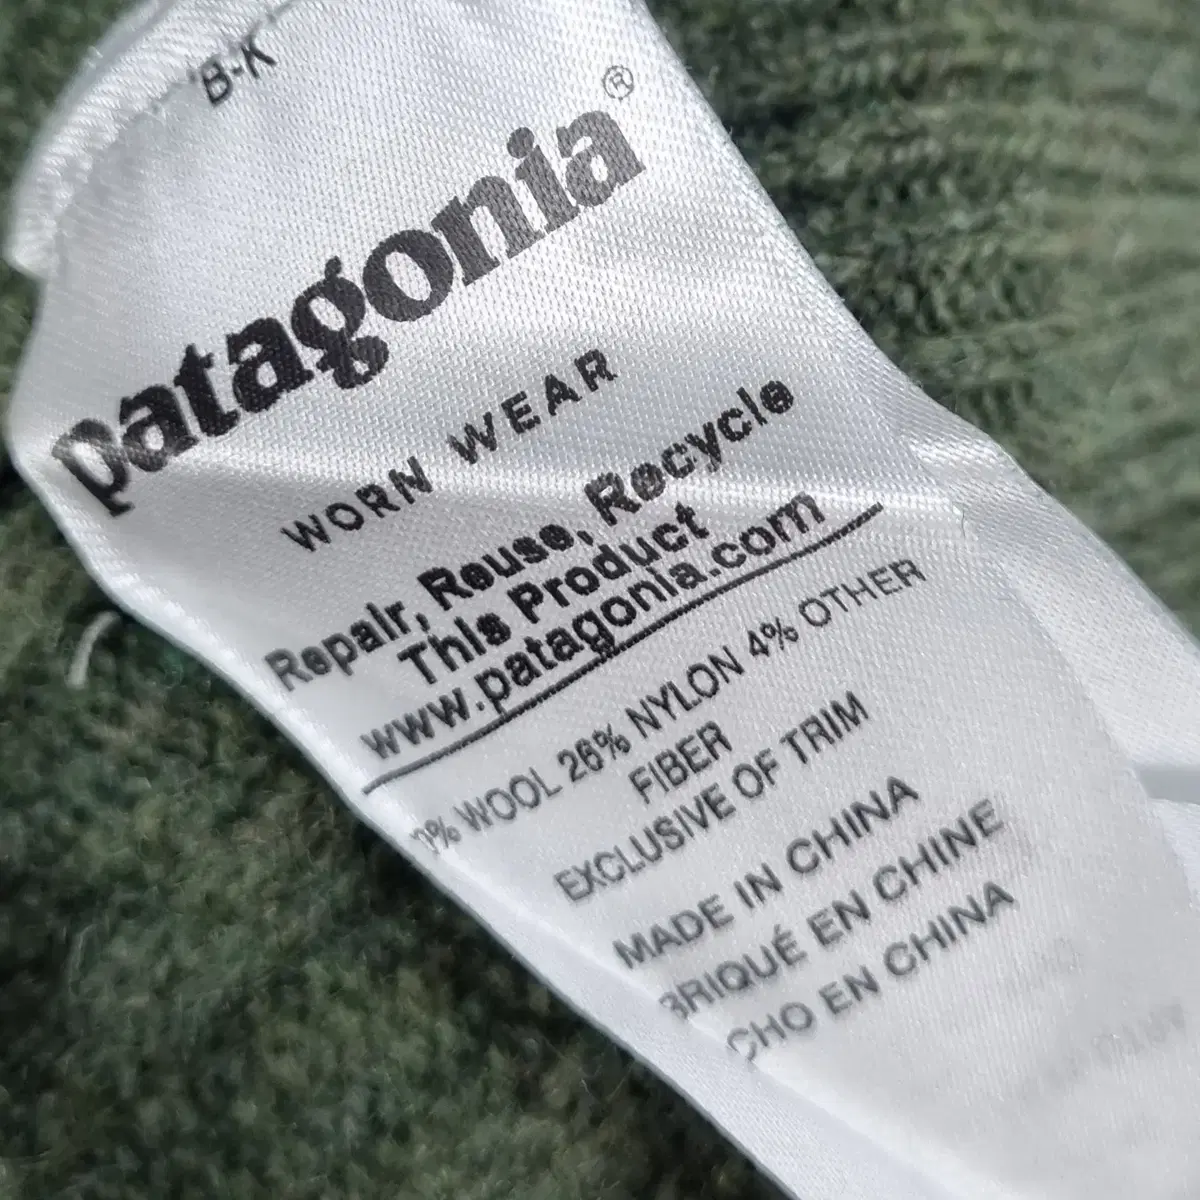 B-K
patagonia®
WORN WEAR
Repair, Reuse, Recycle
This Product
www.patagonia.com
0% WOOL 26% NYLON 4% OTHER
FIBER
EXCLUSIVE OF TRIM
MADE IN CHINA
BRIQUÉ EN CHINE
CHO EN CHINA